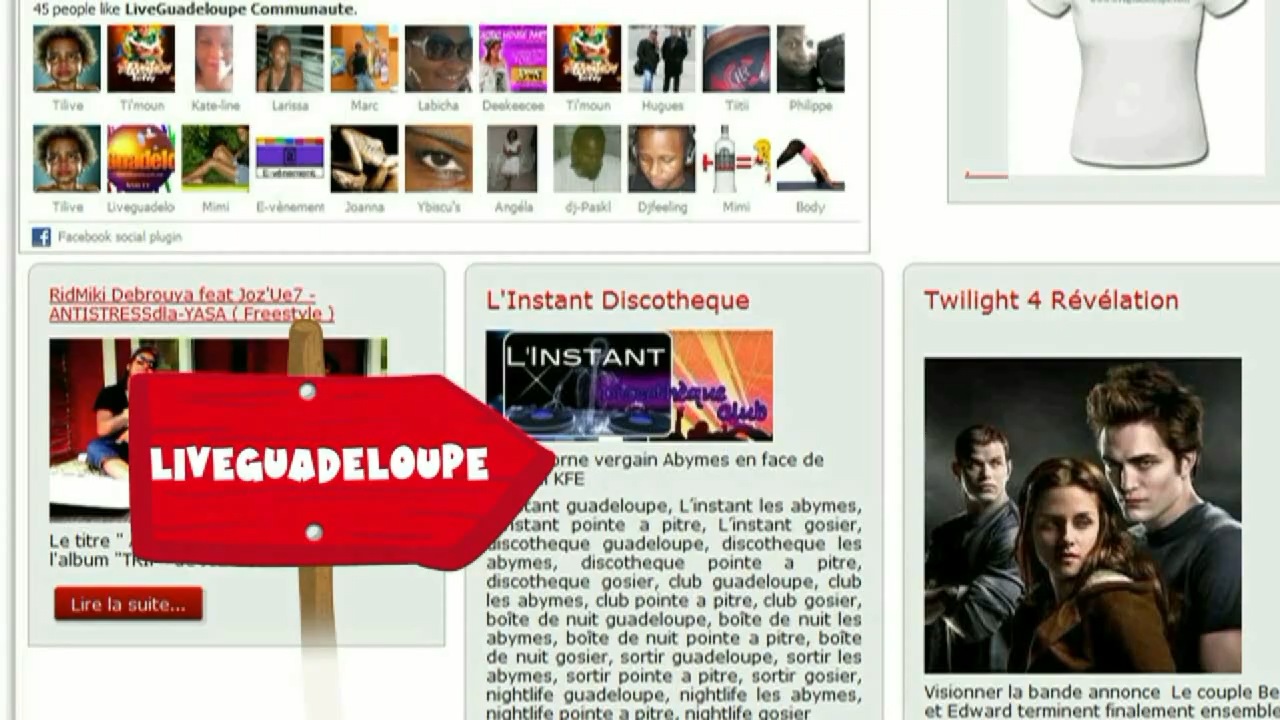 45 people like LiveGuadeloupe Communaute.
Tilive Ti'moun Kate-line Larissa Marc Labicha Deekeecee Ti'moun Hugues Titii Philippe
Tilive Liveguadelo Mimi E-vènement Joanna Ybiscu's Angéla dj-Paskl Djfeeling Mimi Body
Facebook social plugin
RidMiki Debrouya feat Joz'Ue7 -
ANTISTRESSdla-YASA ( Freestyle )
LIVEGUADELOUPE
Le titre "
l'album
Lire la suite...
L'Instant Discotheque
L'INSTANT
Club
vergain Abymes en face de
KFE
guadeloupe, L'instant les abymes,
pointe a pitre, L'instant gosier,
discotheque guadeloupe, discotheque les
abymes, discotheque pointe a pitre,
discotheque gosier, club guadeloupe, club
les abymes, club pointe a pitre, club gosier,
boîte de nuit guadeloupe, boîte de nuit les
abymes, boîte de nuit pointe a pitre, boîte
de nuit gosier, sortir guadeloupe, sortir les
abymes, sortir pointe a pitre, sortir gosier,
nightlife guadeloupe, nightlife les abymes,
nightlife pointe a pitre, nightlife gosier
Twilight 4 Révélation
Visionner la bande annonce Le couple Be
et Edward terminent finalement ensemble